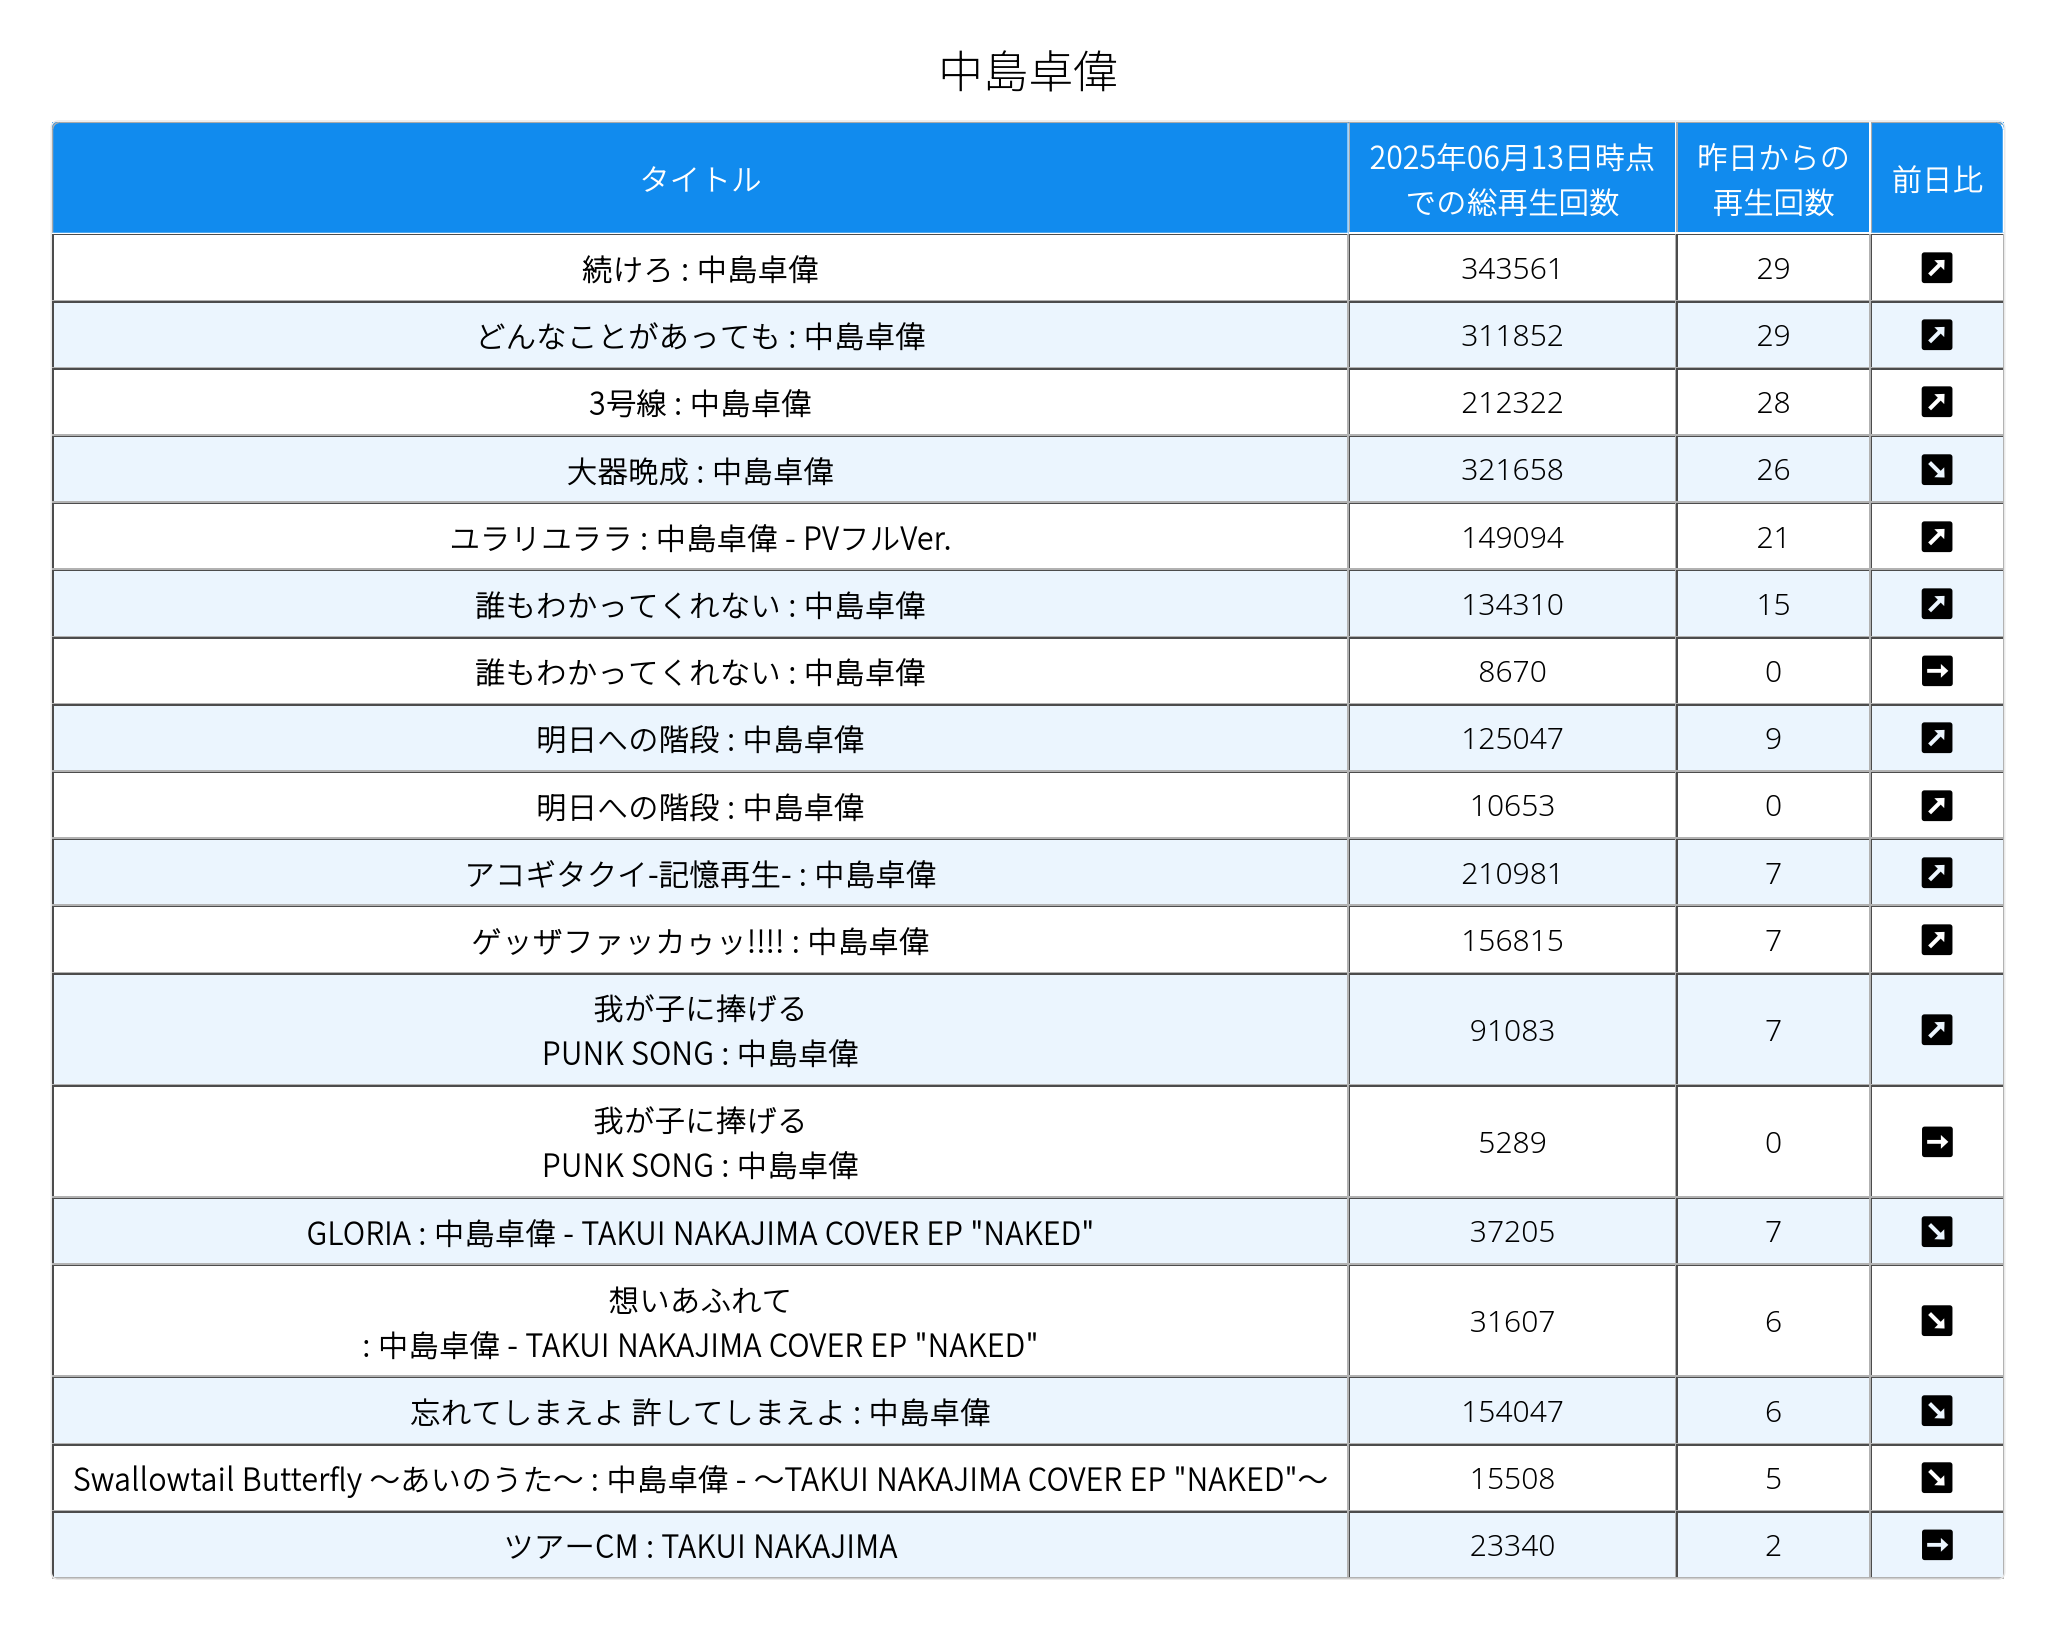 中島卓偉
タイトル
2025年06月13日時点
での総再生回数
昨日からの
再生回数
前日比
続けろ : 中島卓偉 343561 29
どんなことがあっても : 中島卓偉 311852 29
3号線 : 中島卓偉 212322 28
大器晩成 : 中島卓偉 321658 26
ユラリユララ : 中島卓偉 - PVフルVer. 149094 21
誰もわかってくれない : 中島卓偉 134310 15
誰もわかってくれない : 中島卓偉 8670 0
明日への階段 : 中島卓偉 125047 9
明日への階段 : 中島卓偉 10653 0
アコギタクイ-記憶再生- : 中島卓偉 210981 7
ゲッザファッカゥッ!!!! : 中島卓偉 156815 7
我が子に捧げる
PUNK SONG : 中島卓偉 91083 7
我が子に捧げる
PUNK SONG : 中島卓偉 5289 0
GLORIA : 中島卓偉 - TAKUI NAKAJIMA COVER EP "NAKED" 37205 7
想いあふれて
: 中島卓偉 - TAKUI NAKAJIMA COVER EP "NAKED" 31607 6
忘れてしまえよ 許してしまえよ : 中島卓偉 154047 6
Swallowtail Butterfly ～あいのうた～ : 中島卓偉 - ～TAKUI NAKAJIMA COVER EP "NAKED"～ 15508 5
ツアーCM : TAKUI NAKAJIMA 23340 2